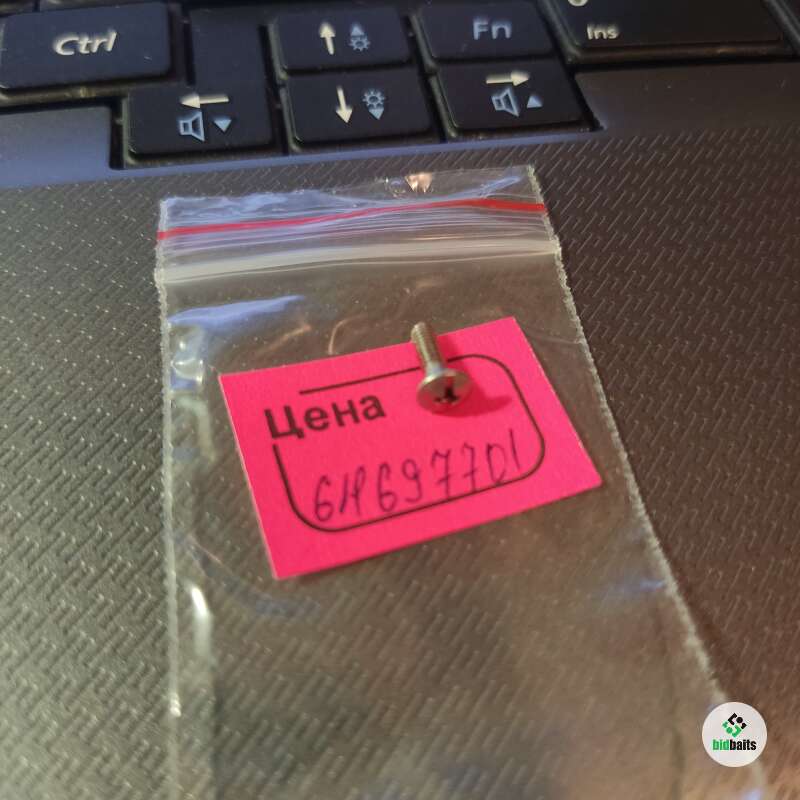 Ctrl
Fn
Ins
Цена
6H697701
bidbaits